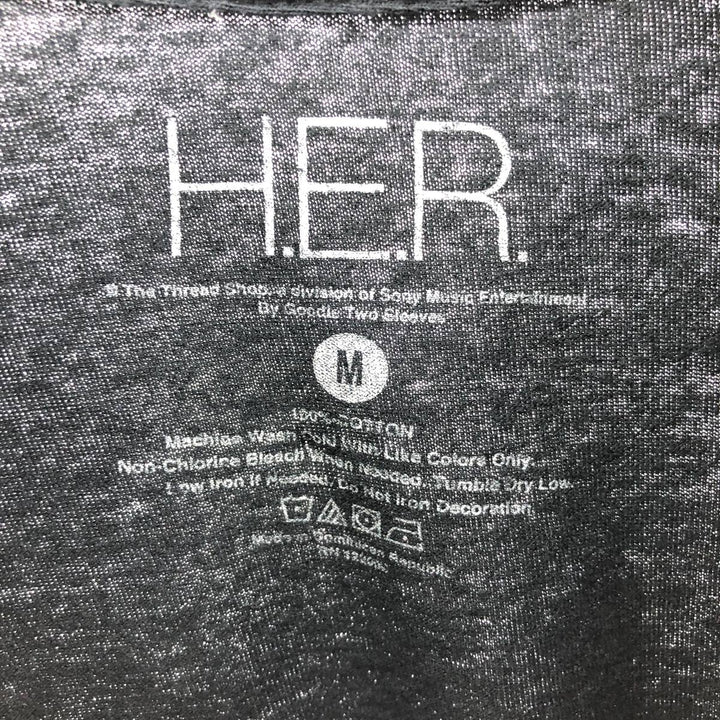 H.E.R.
© The Thread Shop, a division of Sony Music Entertainment
By Goodie Two Sleeves
M
100% COTTON
Machine Wash Cold With Like Colors Only.
Non-Chlorine Bleach When Needed. Tumble Dry Low.
Low Iron if Needed, Do Not Iron Decoration
Made in Dominican Republic
RN